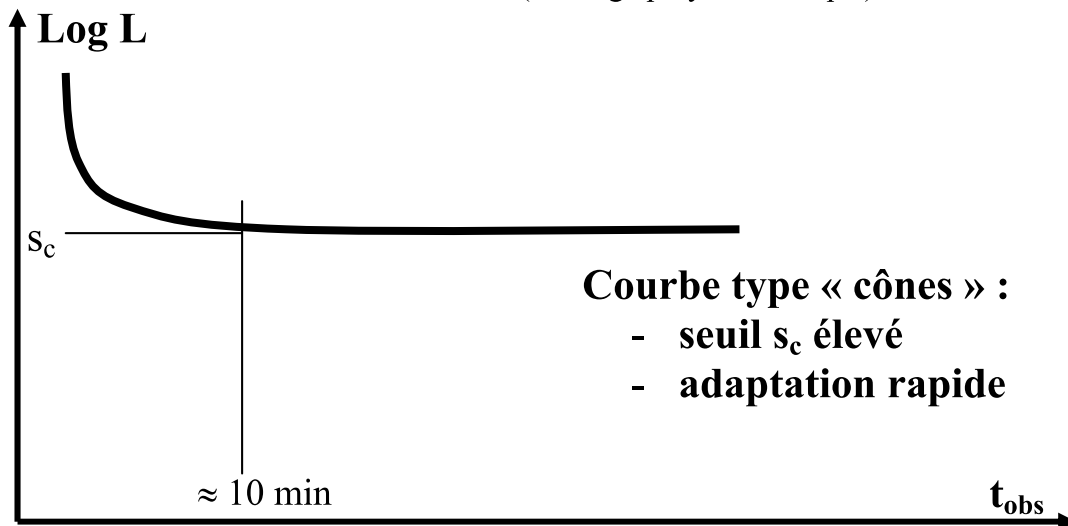 Log L
s_c
Courbe type « cônes » :
- seuil s_c élevé
- adaptation rapide
≈ 10 min
t_obs